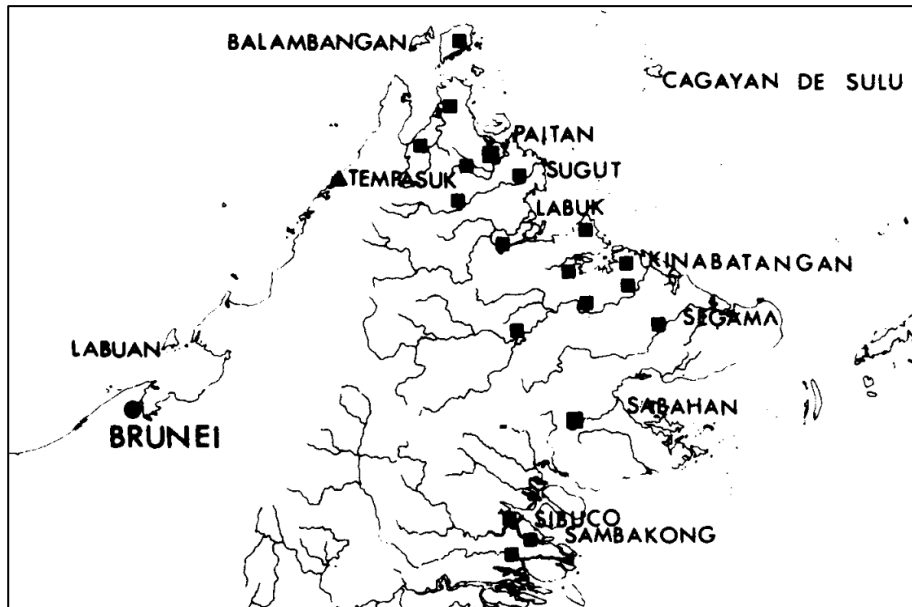 BALAMBANGAN
CAGAYAN DE SULU
PAITAN
TEMPASUK
SUGUT
LABUK
KINABATANGAN
SEGAMA
LABUAN
SABAHAN
BRUNEI
SIBUCO
SAMBAKONG